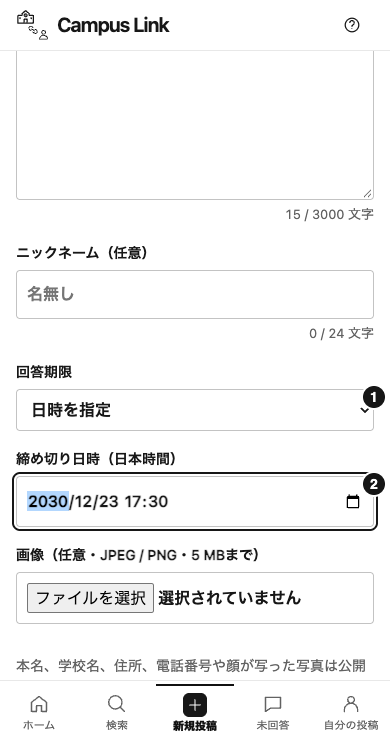 Campus Link
15 / 3000 文字
ニックネーム（任意）
名無し
0 / 24 文字
回答期限
1
日時を指定
締め切り日時（日本時間）
2
2030/12/23 17:30
画像（任意・JPEG / PNG・5 MBまで）
ファイルを選択 選択されていません
本名、学校名、住所、電話番号や顔が写った写真は公開
ホーム 検索 新規投稿 未回答 自分の投稿